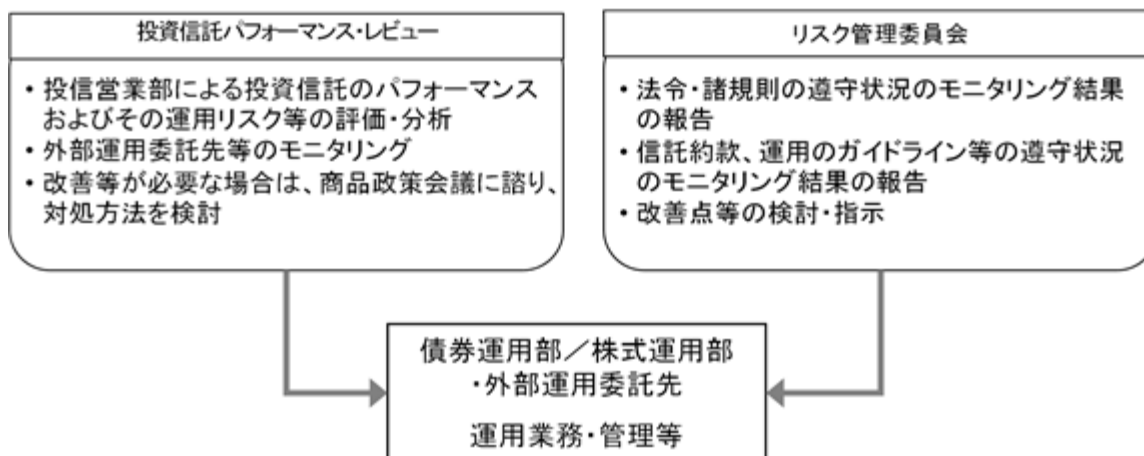 投資信託パフォーマンス・レビュー
・投信営業部による投資信託のパフォーマンス
およびその運用リスク等の評価・分析
・外部運用委託先等のモニタリング
・改善等が必要な場合は、商品政策会議に諮り、
対処方法を検討
リスク管理委員会
・法令・諸規則の遵守状況のモニタリング結果
の報告
・信託約款、運用のガイドライン等の遵守状況
のモニタリング結果の報告
・改善点等の検討・指示
債券運用部／株式運用部
・外部運用委託先
運用業務・管理等